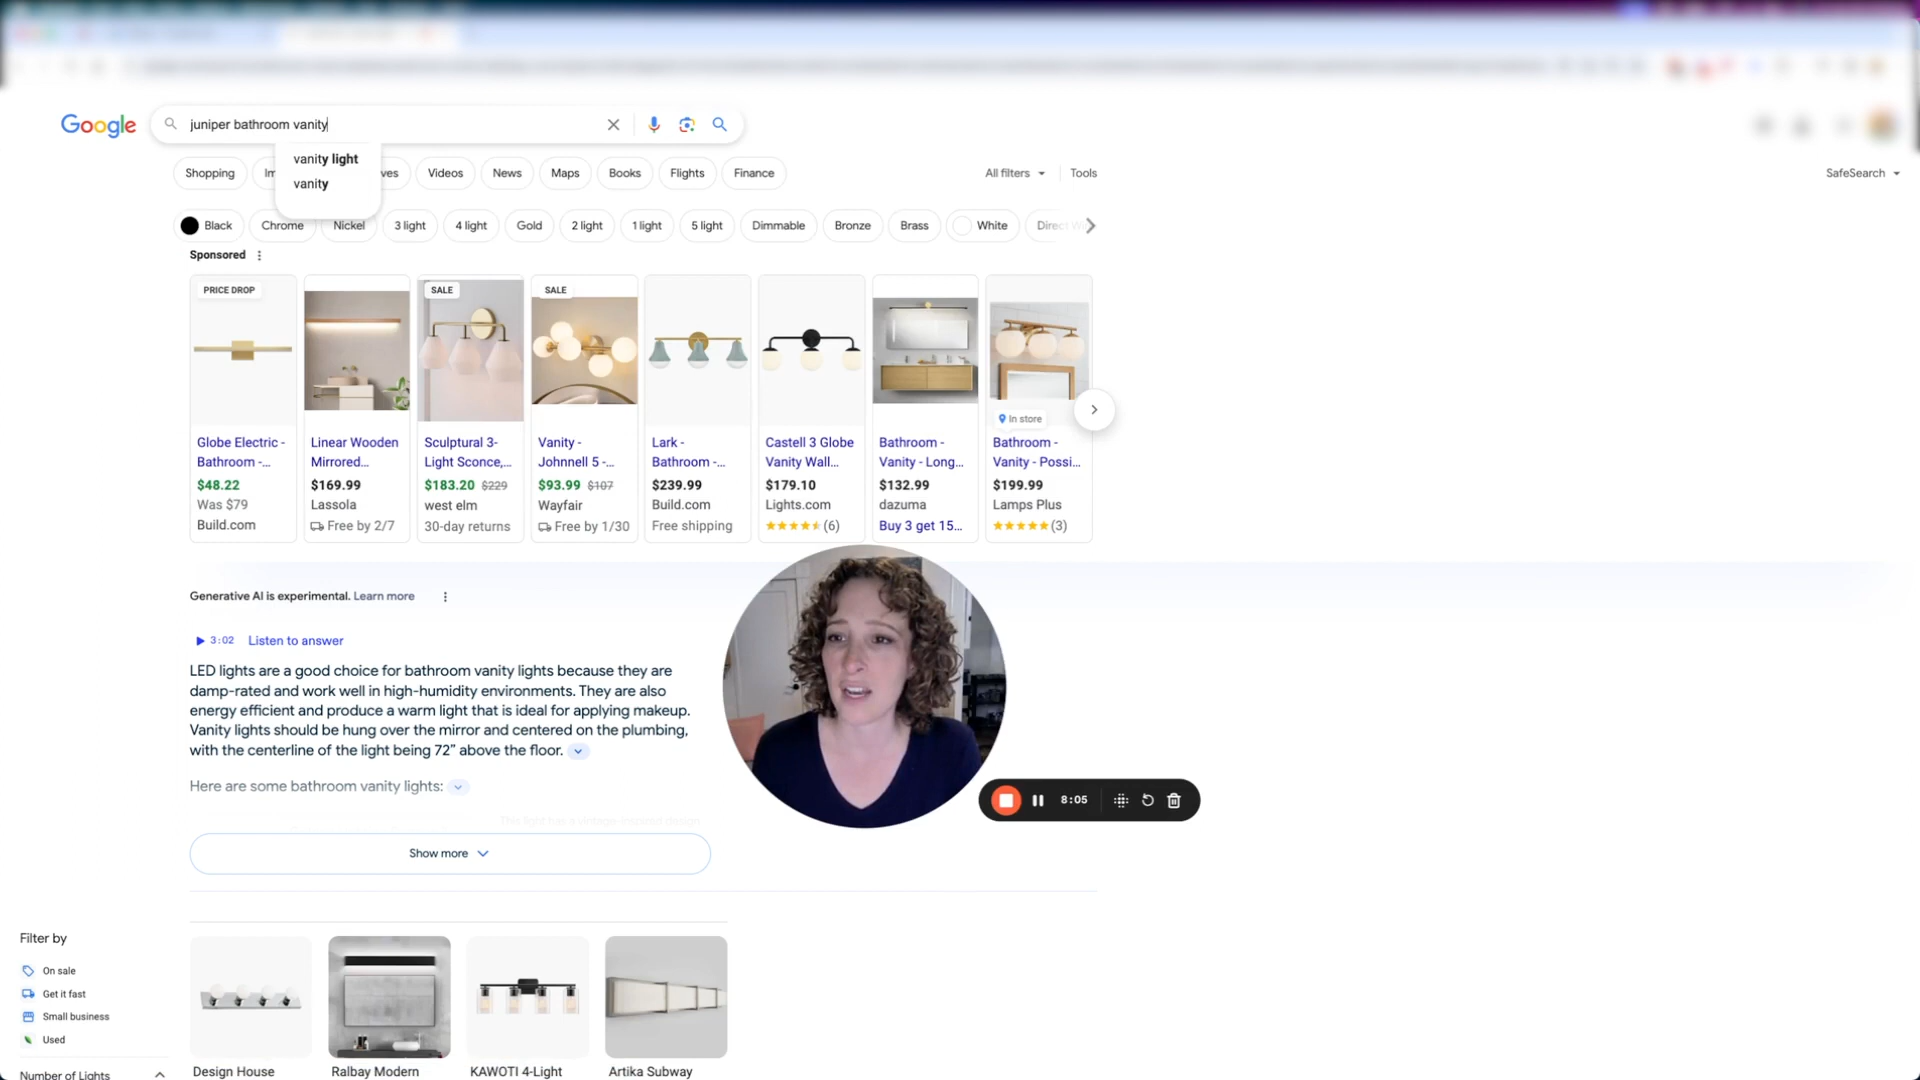 Google
juniper bathroom vanity
vanity light
vanity
Shopping
Im
ves
Videos
News
Maps
Books
Flights
Finance
All filters
Tools
SafeSearch
Black
Chrome
Nickel
3 light
4 light
Gold
2 light
1 light
5 light
Dimmable
Bronze
Brass
White
Direct
Sponsored
PRICE DROP
Globe Electric -
Bathroom -...
$48.22
Was $79
Build.com
Linear Wooden
Mirrored...
$169.99
Lassola
Free by 2/7
SALE
Sculptural 3-
Light Sconce,...
$183.20 $229
west elm
30-day returns
SALE
Vanity -
Johnnell 5 -...
$93.99 $107
Wayfair
Free by 1/30
Lark -
Bathroom -...
$239.99
Build.com
Free shipping
Castell 3 Globe
Vanity Wall...
$179.10
Lights.com
(6)
Bathroom -
Vanity - Long...
$132.99
dazuma
Buy 3 get 15...
In store
Bathroom -
Vanity - Possi...
$199.99
Lamps Plus
(3)
Generative AI is experimental. Learn more
3:02 Listen to answer
LED lights are a good choice for bathroom vanity lights because they are
damp-rated and work well in high-humidity environments. They are also
energy efficient and produce a warm light that is ideal for applying makeup.
Vanity lights should be hung over the mirror and centered on the plumbing,
with the centerline of the light being 72” above the floor.
Here are some bathroom vanity lights:
This light has a vintage-inspired design
Show more
8:05
Filter by
On sale
Get it fast
Small business
Used
Number of Lights
Design House
Ralbay Modern
KAWOTI 4-Light
Artika Subway